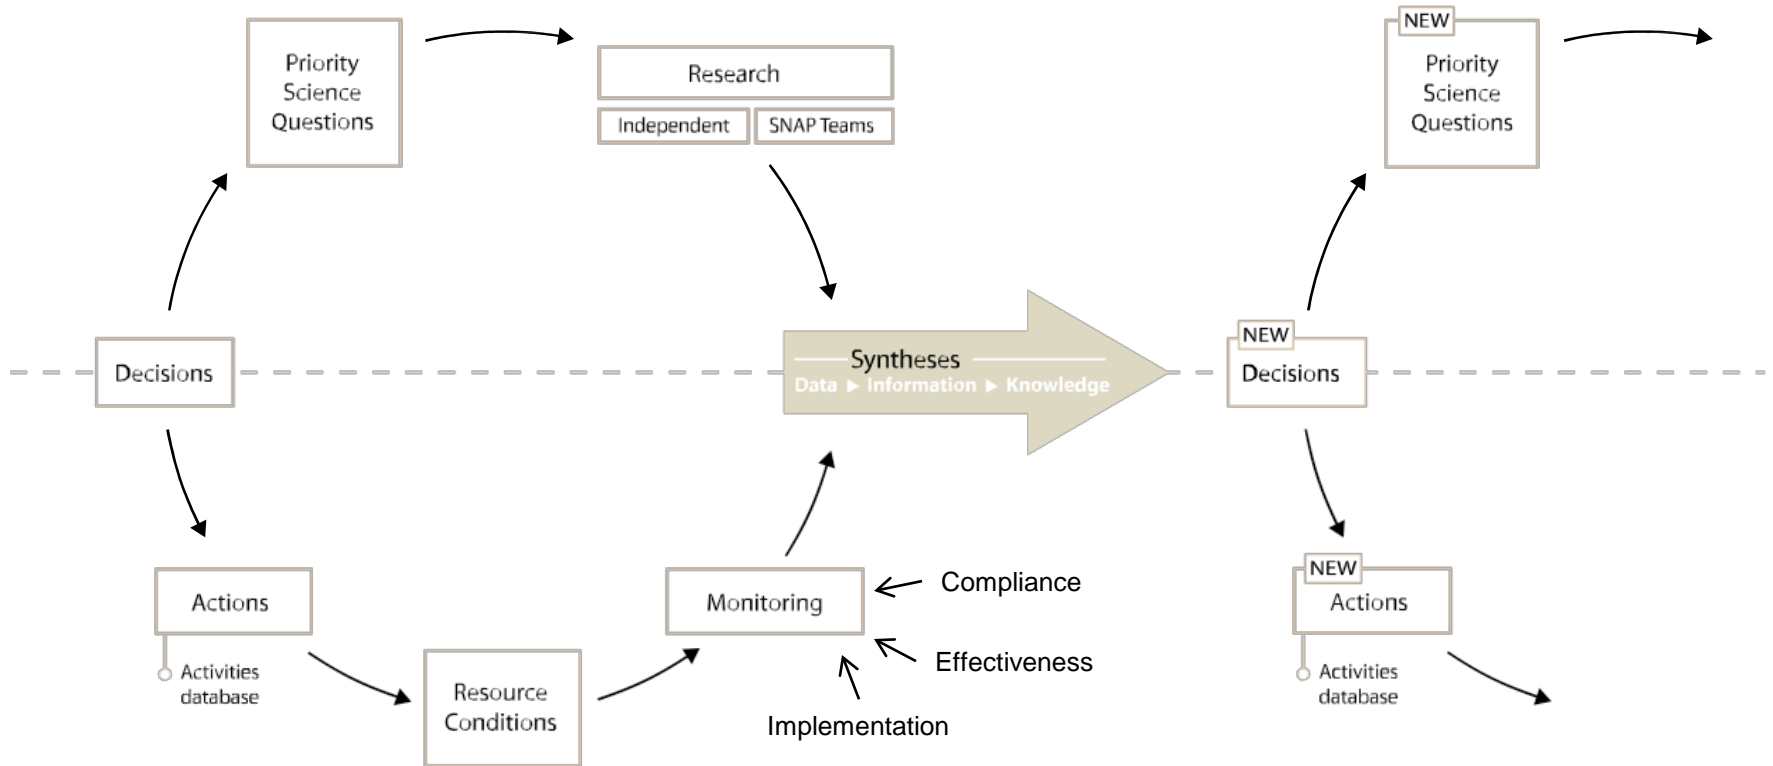 Priority
Science
Questions
Research
Independent
SNAP Teams
NEW
Priority
Science
Questions
Decisions
Syntheses
Data ▶ Information ▶ Knowledge
NEW
Decisions
Actions
Activities
database
Resource
Conditions
Monitoring
Compliance
Effectiveness
Implementation
NEW
Actions
Activities
database